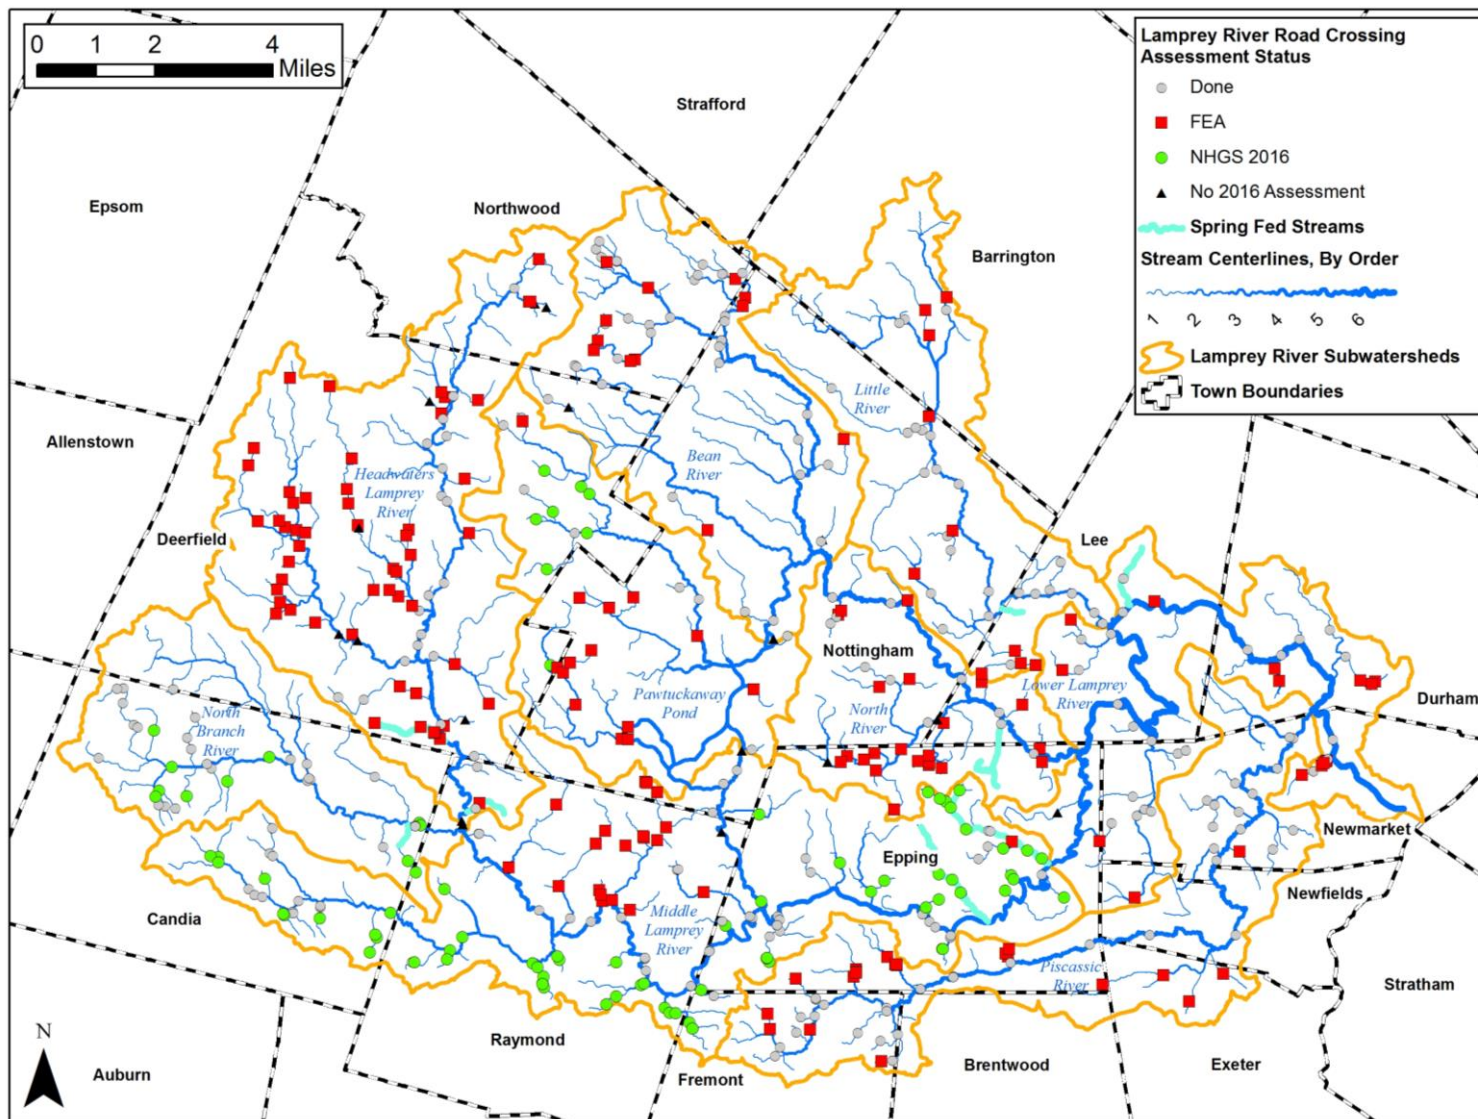 0 1 2 4
Miles
Lamprey River Road Crossing
Assessment Status
Done
FEA
NHGS 2016
No 2016 Assessment
Spring Fed Streams
Stream Centerlines, By Order
1 2 3 4 5 6
Lamprey River Subwatersheds
Town Boundaries
Strafford
Epsom
Northwood
Barrington
Little
River
Allenstown
Bean
River
Headwaters
Lamprey
River
Deerfield
Lee
Nottingham
Pawtuckaway
Pond
Lower Lamprey
River
North
River
Durham
North
Branch
River
Newmarket
Epping
Newfields
Candia
Middle
Lamprey
River
Piscassic
River
Stratham
N
Raymond
Auburn
Fremont
Brentwood
Exeter